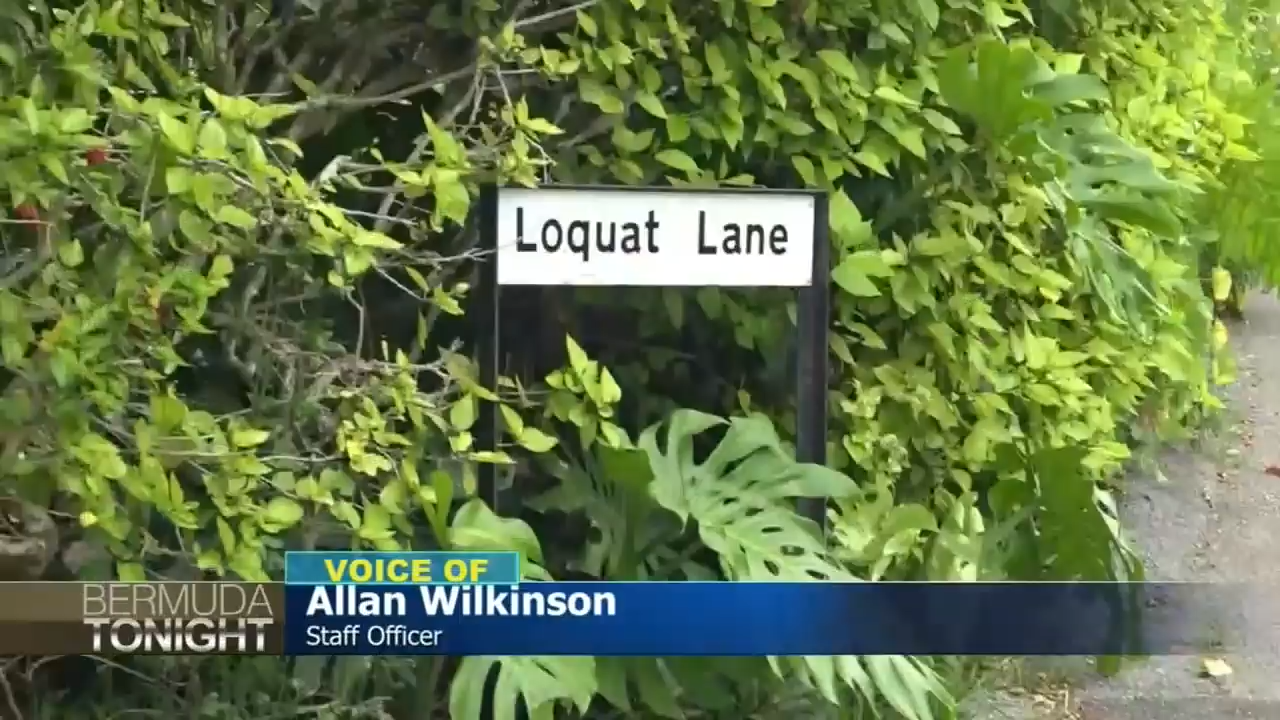 Loquat Lane
VOICE OF
Allan Wilkinson
Staff Officer
BERMUDA
TONIGHT